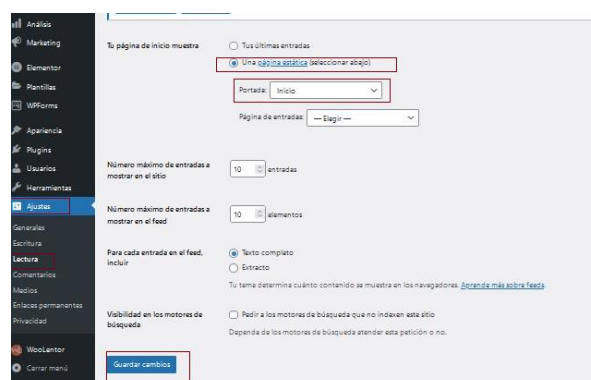 Análisis
Marketing
Elementor
Plantillas
WPForms
Apariencia
Plugins
Usuarios
Herramientas
Ajustes
Generales
Escritura
Lectura
Comentarios
Medios
Enlaces permanentes
Privacidad
WooLentor
Cerrar menú
Tu página de inicio muestra
Tus últimas entradas
Una página estática (seleccionar abajo)
Portada: Inicio
Página de entradas: — Elegir —
Número máximo de entradas a
mostrar en el sitio
10 entradas
Número máximo de entradas a
mostrar en el feed
10 elementos
Para cada entrada en el feed,
incluir
Texto completo
Extracto
Tu tema determina cuánto contenido se muestra en los navegadores. Aprende más sobre feeds.
Visibilidad en los motores de
búsqueda
Pedir a los motores de búsqueda que no indexen este sitio
Depende de los motores de búsqueda atender esta petición o no.
Guardar cambios